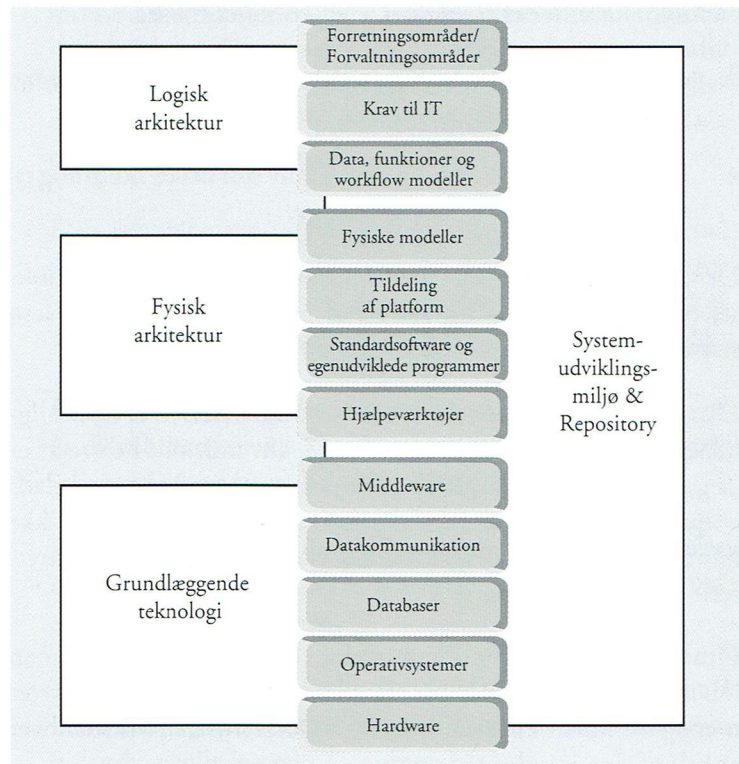 Forretningsområder/
Forvaltningsområder
Logisk
arkitektur
Krav til IT
Data, funktioner og
workflow modeller
Fysiske modeller
Fysisk
arkitektur
Tildeling
af platform
Standardsoftware og
egenudviklede programmer
Hjælpeværktøjer
System-
udviklings-
miljø &
Repository
Middleware
Datakommunikation
Grundlæggende
teknologi
Databaser
Operativsystemer
Hardware